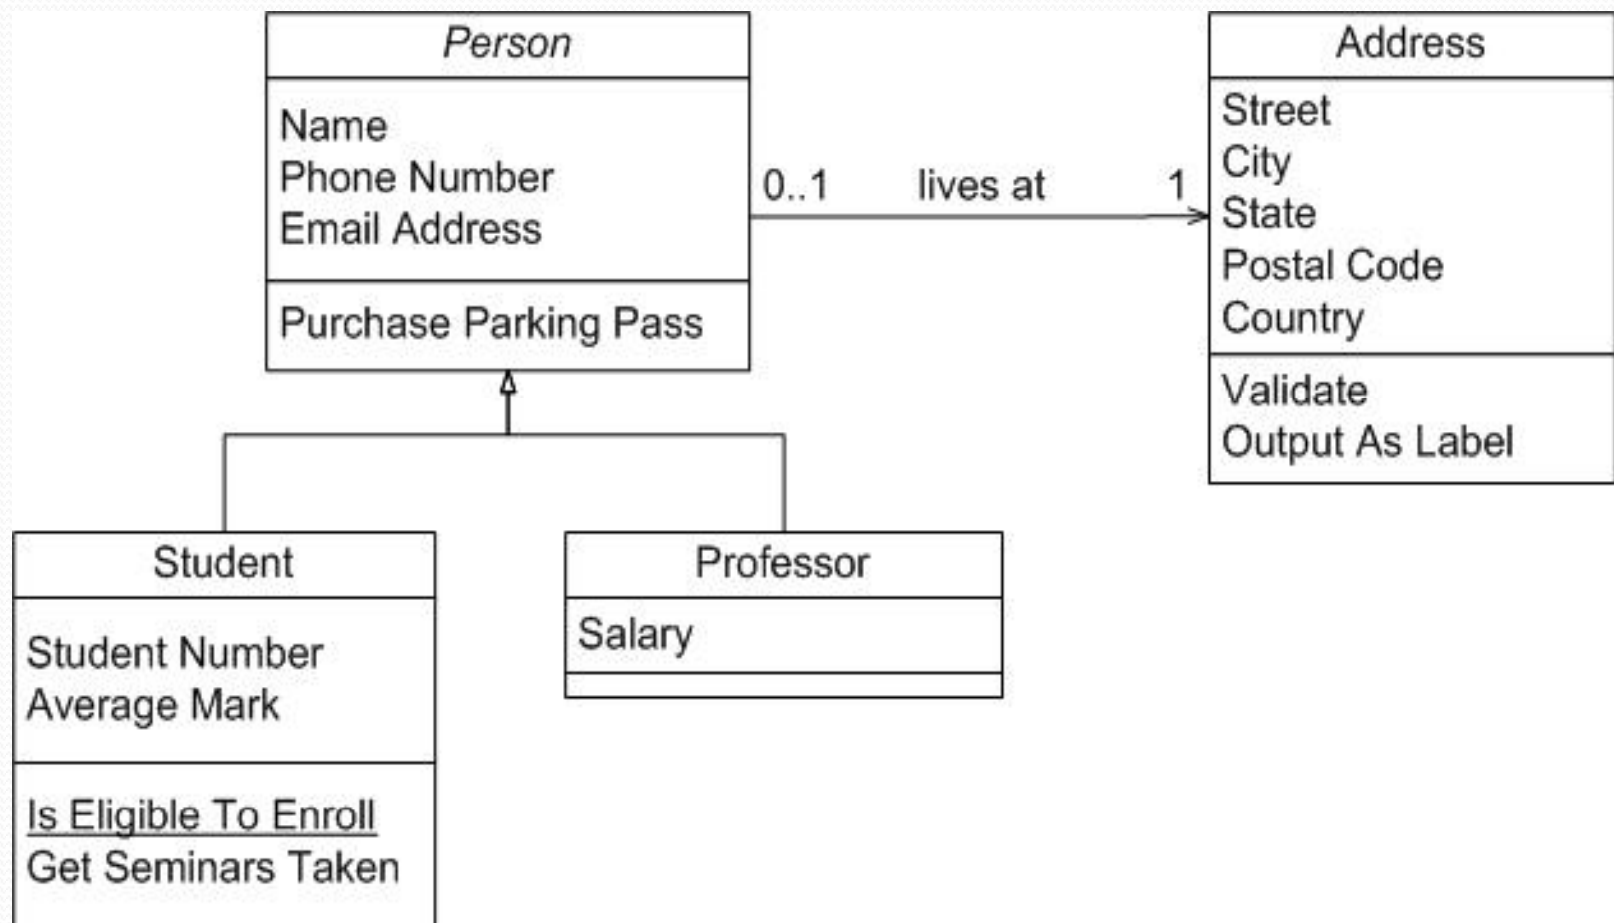 Person
Name
Phone Number
Email Address
Purchase Parking Pass
0..1 lives at 1
Address
Street
City
State
Postal Code
Country
Validate
Output As Label
Student
Student Number
Average Mark
Is Eligible To Enroll
Get Seminars Taken
Professor
Salary